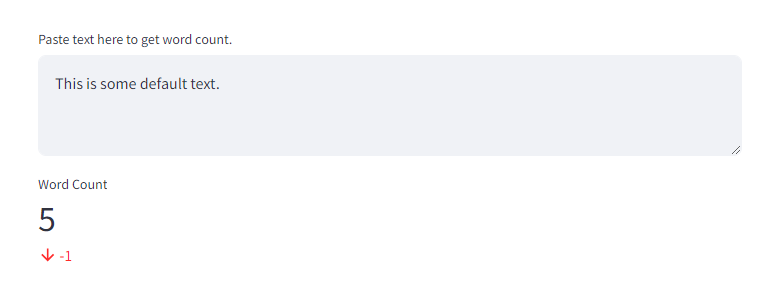 Paste text here to get word count.
This is some default text.
Word Count
5
-1